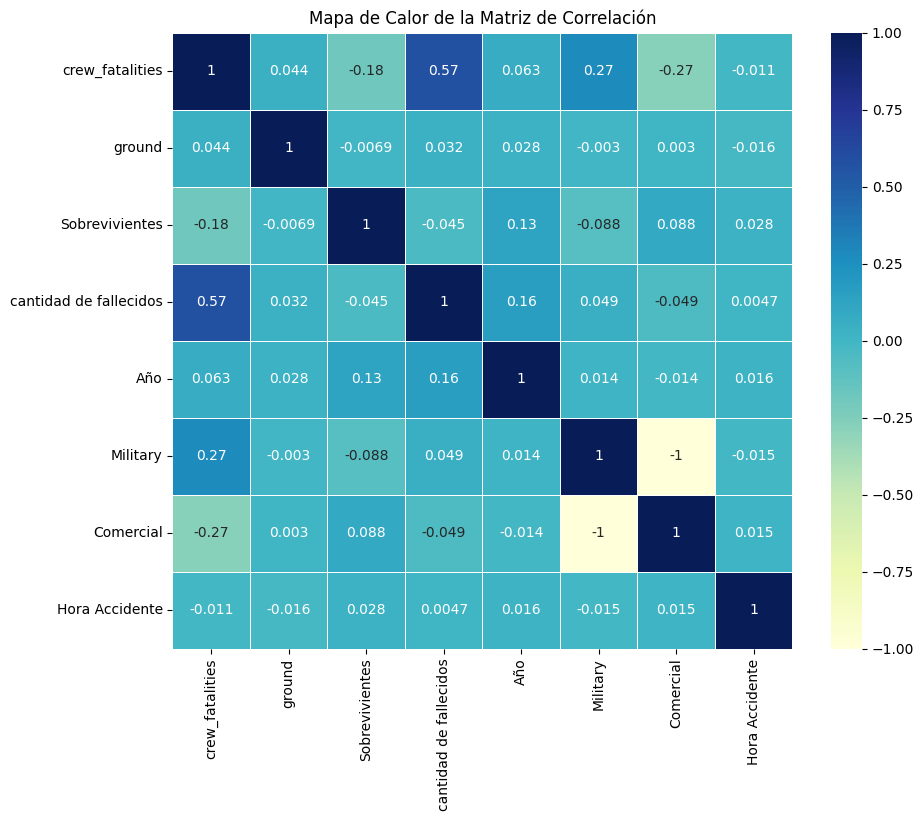 Mapa de Calor de la Matriz de Correlación
crew_fatalities 1 0.044 -0.18 0.57 0.063 0.27 -0.27 -0.011
ground 0.044 1 -0.0069 0.032 0.028 -0.003 0.003 -0.016
Sobrevivientes -0.18 -0.0069 1 -0.045 0.13 -0.088 0.088 0.028
cantidad de fallecidos 0.57 0.032 -0.045 1 0.16 0.049 -0.049 0.0047
Año 0.063 0.028 0.13 0.16 1 0.014 -0.014 0.016
Military 0.27 -0.003 -0.088 0.049 0.014 1 -1 -0.015
Comercial -0.27 0.003 0.088 -0.049 -0.014 -1 1 0.015
Hora Accidente -0.011 -0.016 0.028 0.0047 0.016 -0.015 0.015 1
crew_fatalities
ground
Sobrevivientes
cantidad de fallecidos
Año
Military
Comercial
Hora Accidente
1.00
0.75
0.50
0.25
0.00
−0.25
−0.50
−0.75
−1.00